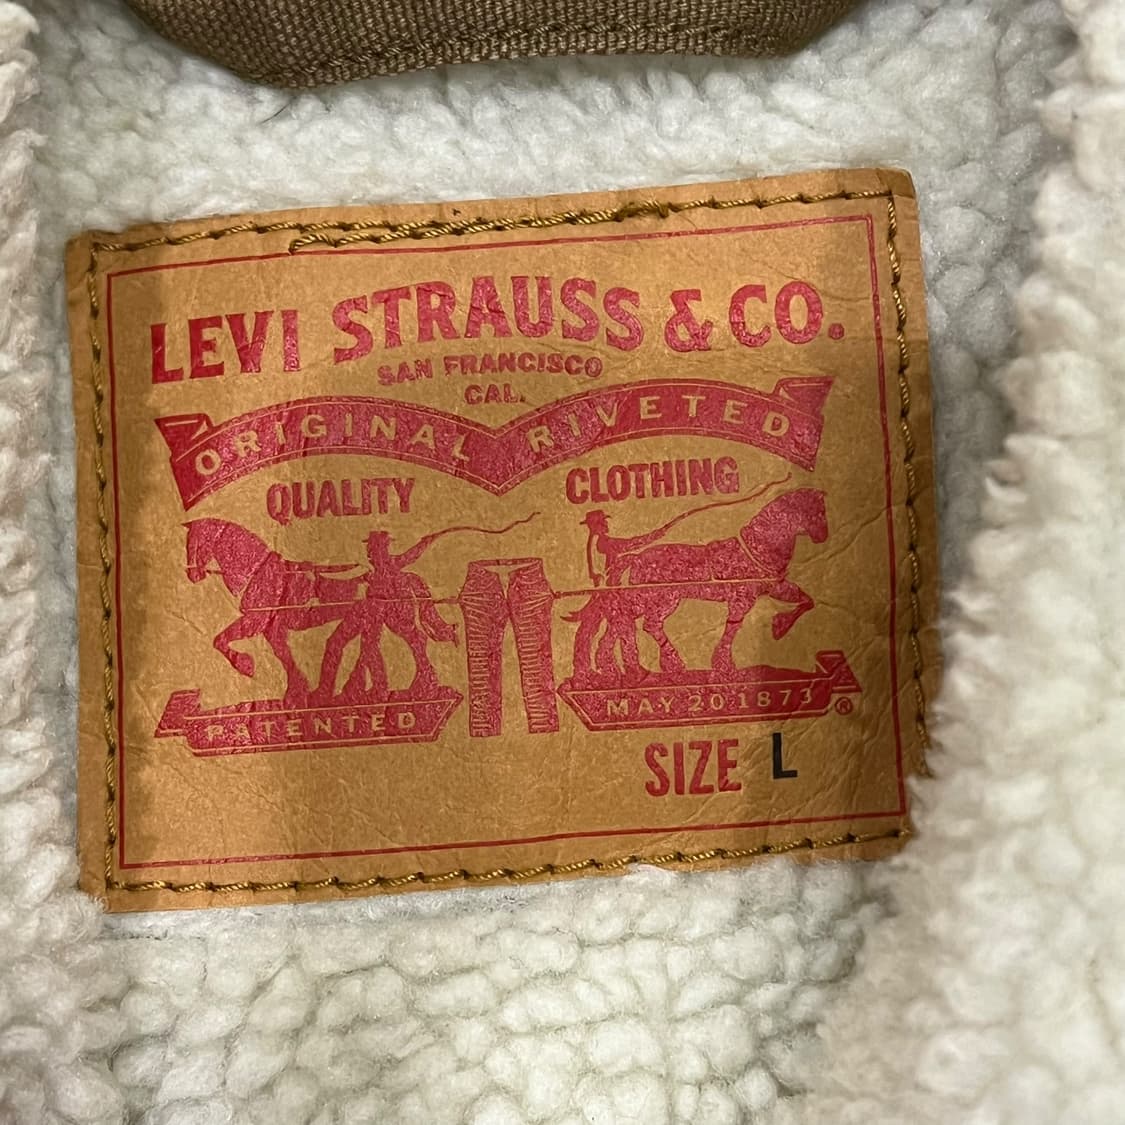 LEVI STRAUSS & CO.
SAN FRANCISCO
CAL.
ORIGINAL RIVETED
QUALITY CLOTHING
PATENTED MAY 20 1873 ®
SIZE L